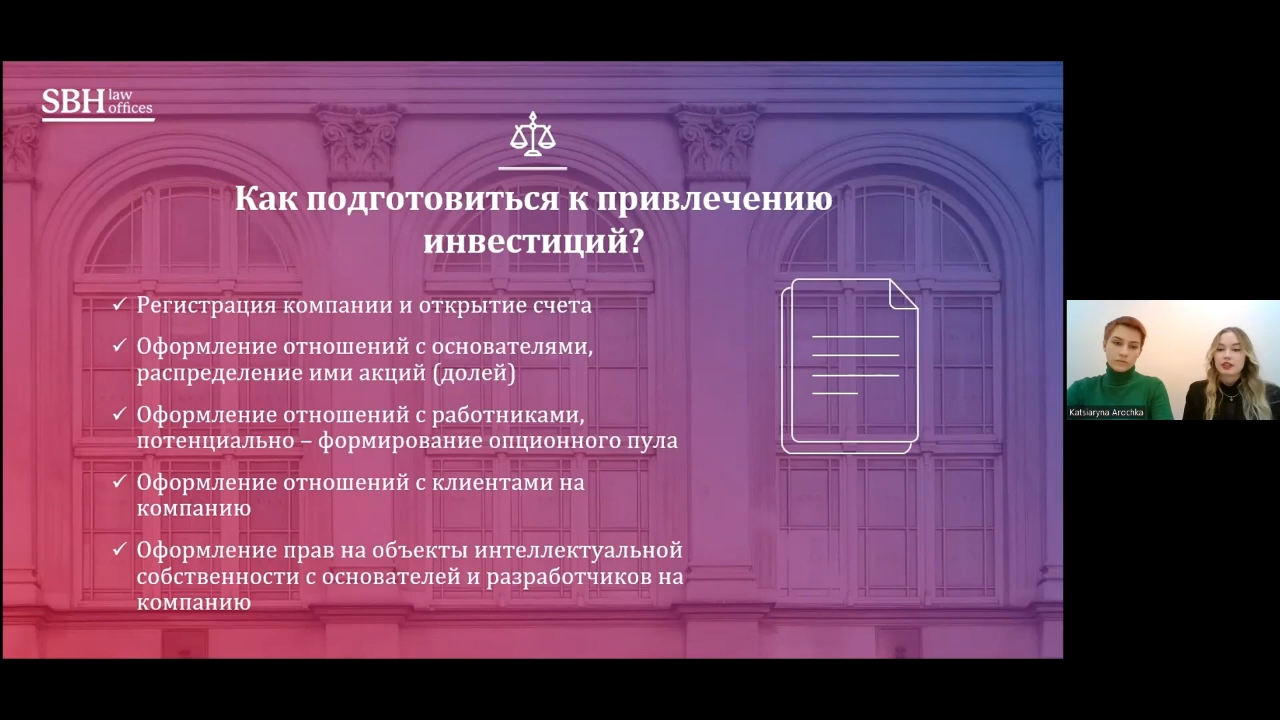 SBH law offices
Как подготовиться к привлечению
инвестиций?
✓ Регистрация компании и открытие счета
✓ Оформление отношений с основателями,
распределение ими акций (долей)
✓ Оформление отношений с работниками,
потенциально – формирование опционного пула
✓ Оформление отношений с клиентами на
компанию
✓ Оформление прав на объекты интеллектуальной
собственности с основателей и разработчиков на
компанию
Katsiaryna Arochka